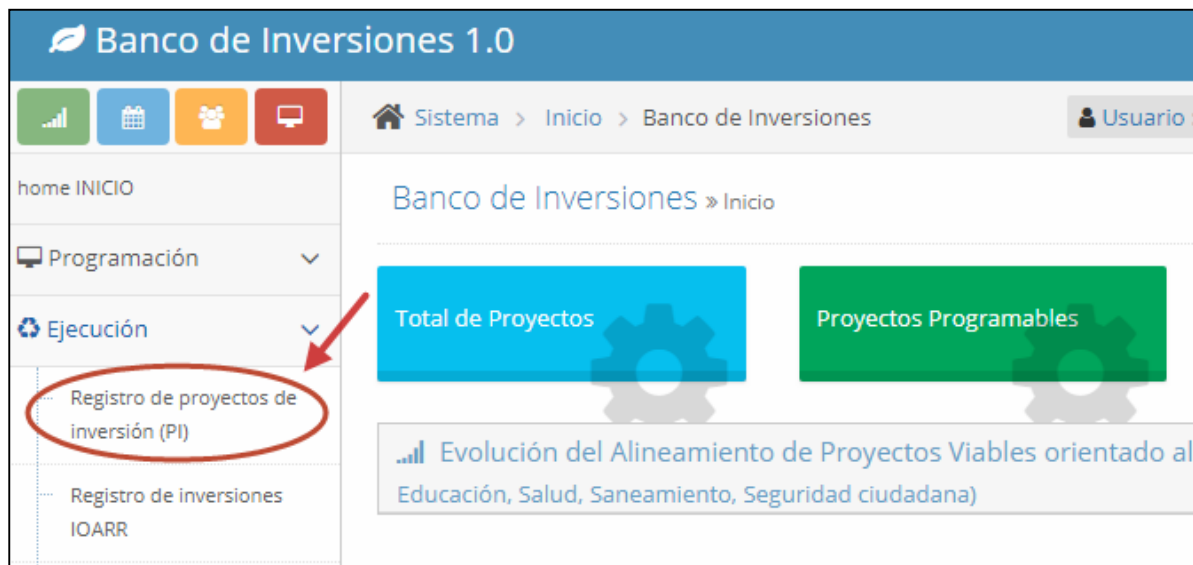 Banco de Inversiones 1.0
Sistema > Inicio > Banco de Inversiones
Usuario
home INICIO
Banco de Inversiones » Inicio
Programación
Ejecución
Total de Proyectos
Proyectos Programables
Registro de proyectos de
inversión (PI)
Evolución del Alineamiento de Proyectos Viables orientado al
Educación, Salud, Saneamiento, Seguridad ciudadana)
Registro de inversiones
IOARR